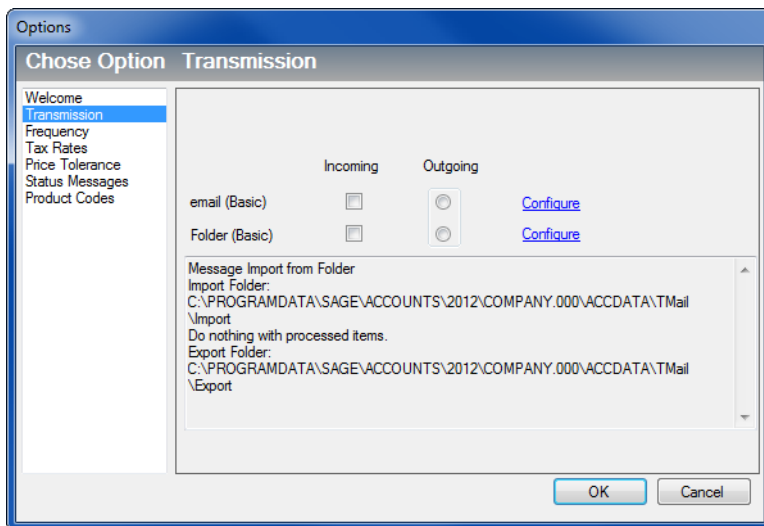 Options
Chose Option Transmission
Welcome
Transmission
Frequency
Tax Rates
Price Tolerance
Status Messages
Product Codes
Incoming Outgoing
email (Basic) Configure
Folder (Basic) Configure
Message Import from Folder
Import Folder:
C:\PROGRAMDATA\SAGE\ACCOUNTS\2012\COMPANY.000\ACCDATA\TMail
\Import
Do nothing with processed items.
Export Folder:
C:\PROGRAMDATA\SAGE\ACCOUNTS\2012\COMPANY.000\ACCDATA\TMail
\Export
OK Cancel